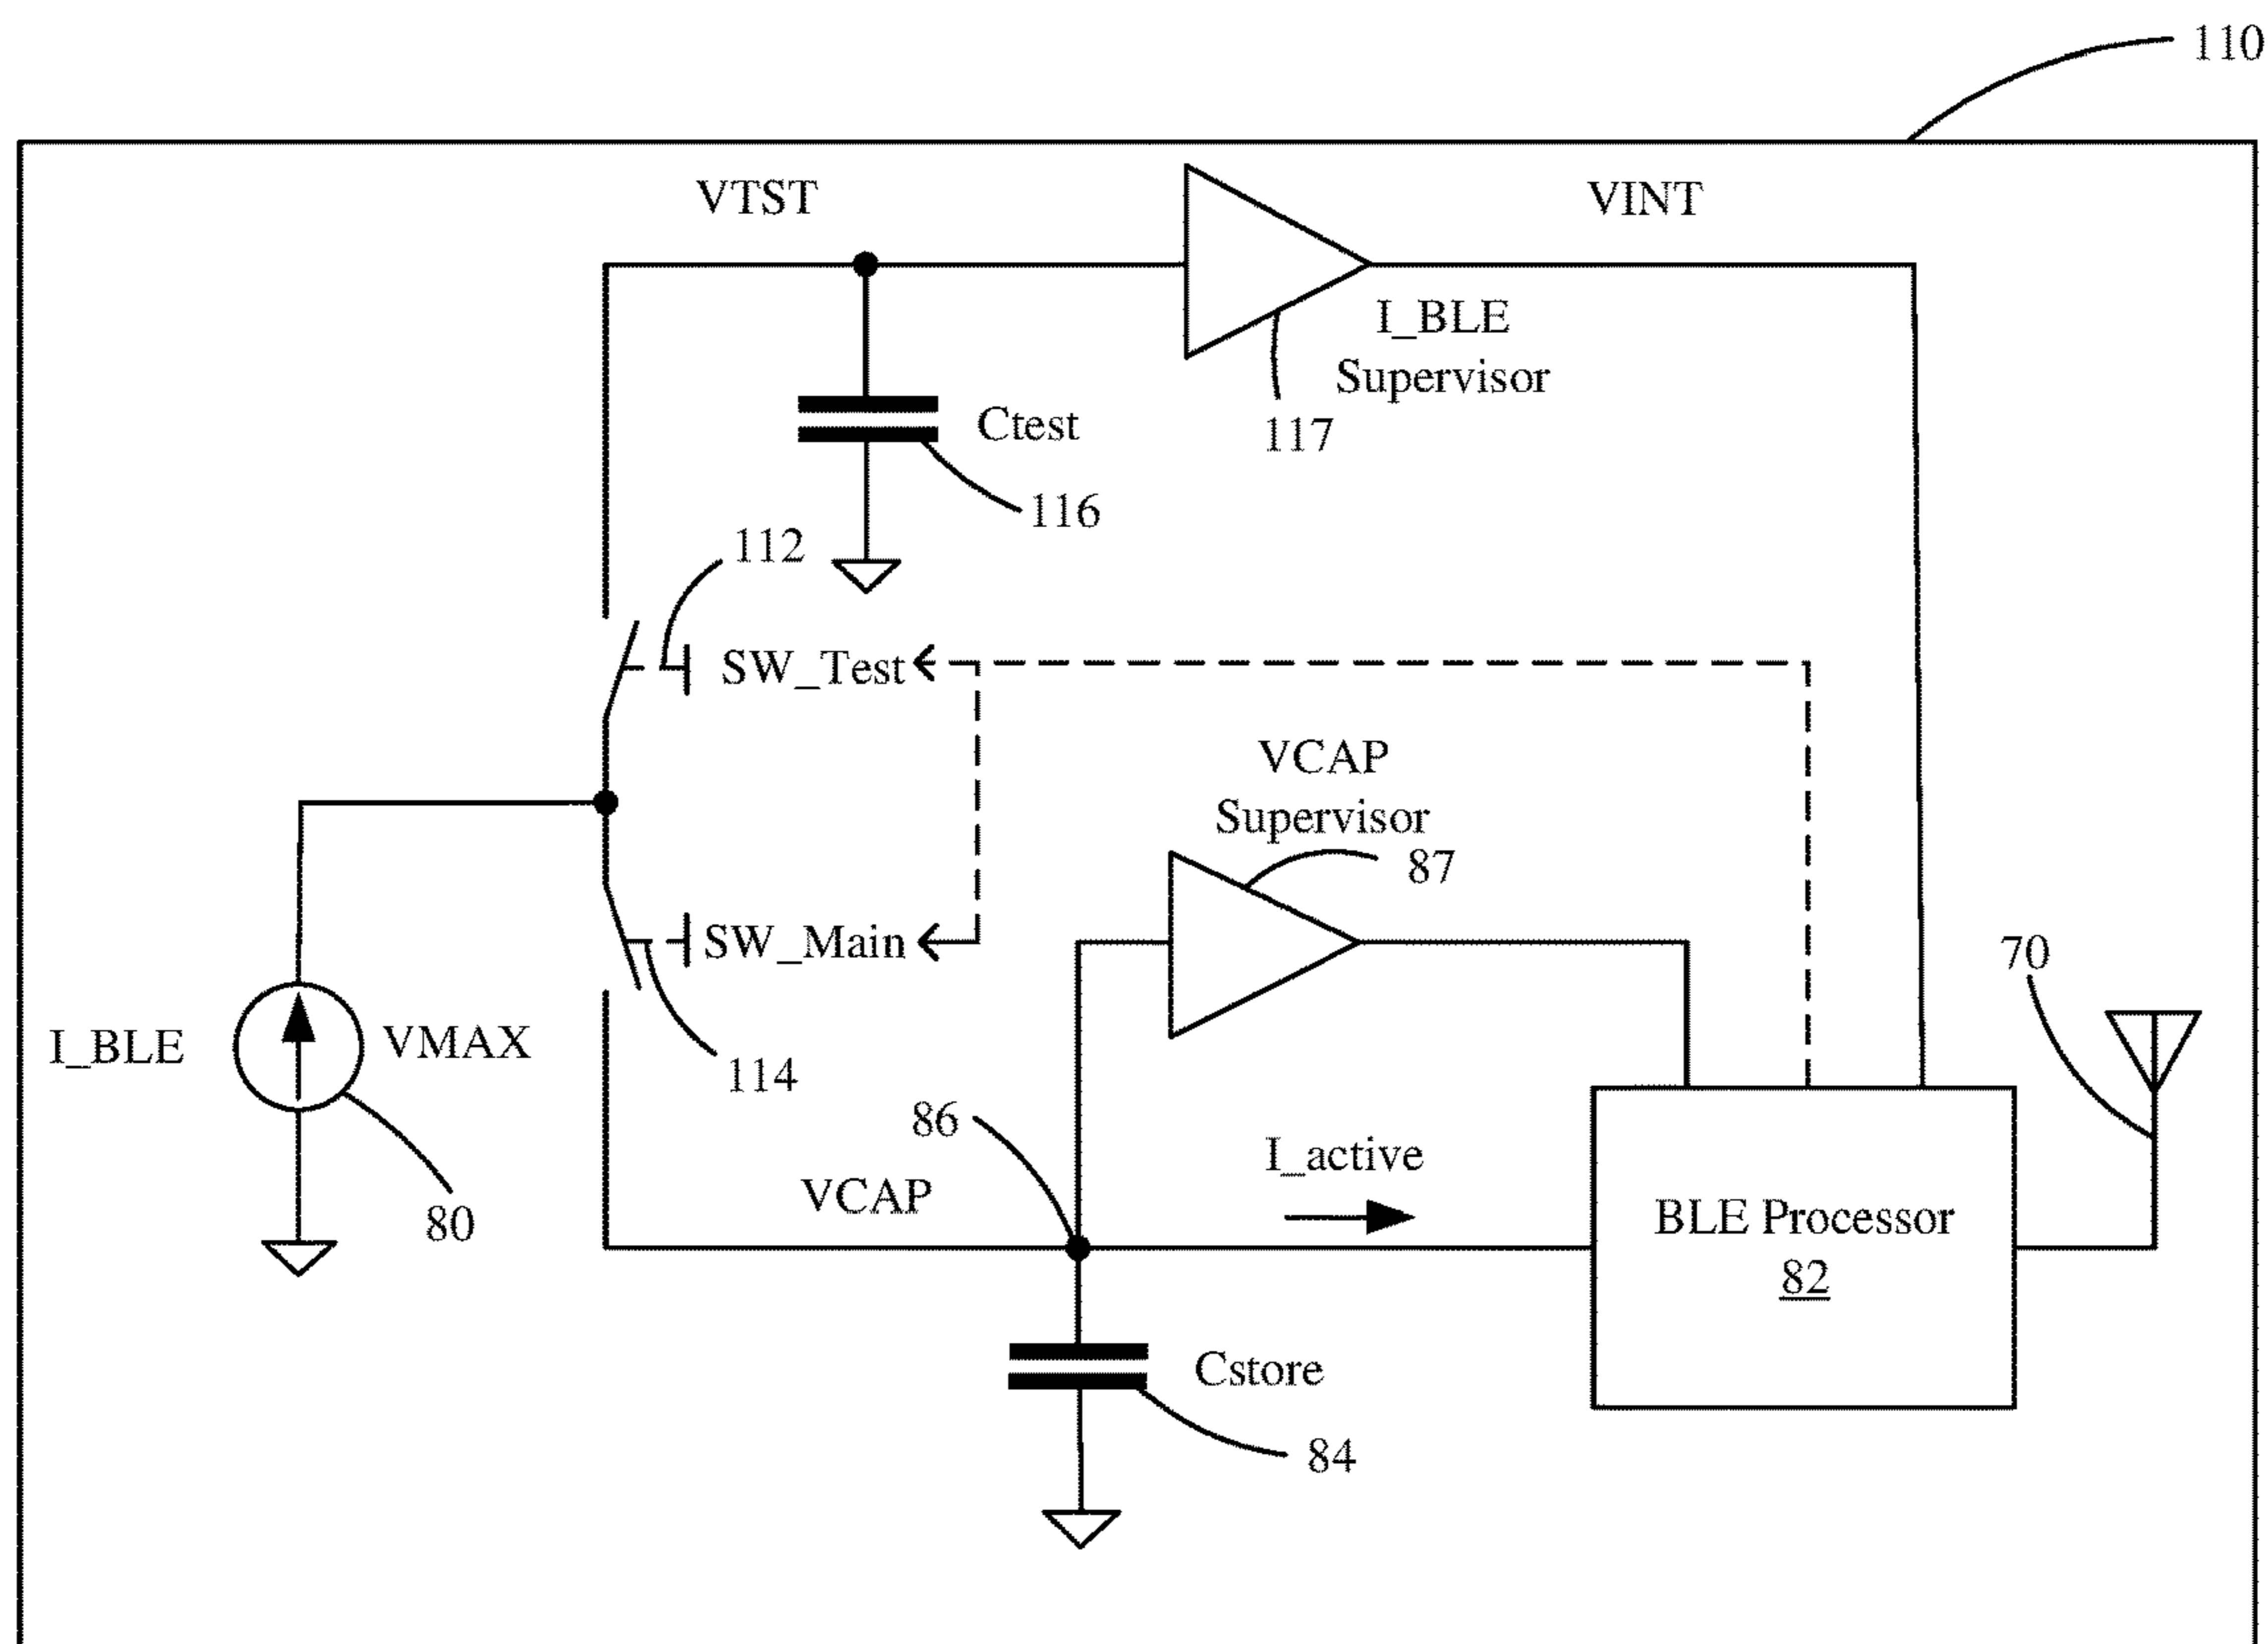 110
VTST
VINT
I_BLE
Supervisor
117
Ctest
116
112
SW_Test
VCAP
Supervisor
87
SW_Main
70
I_BLE
VMAX
114
86
I_active
80
VCAP
BLE Processor
82
Cstore
84